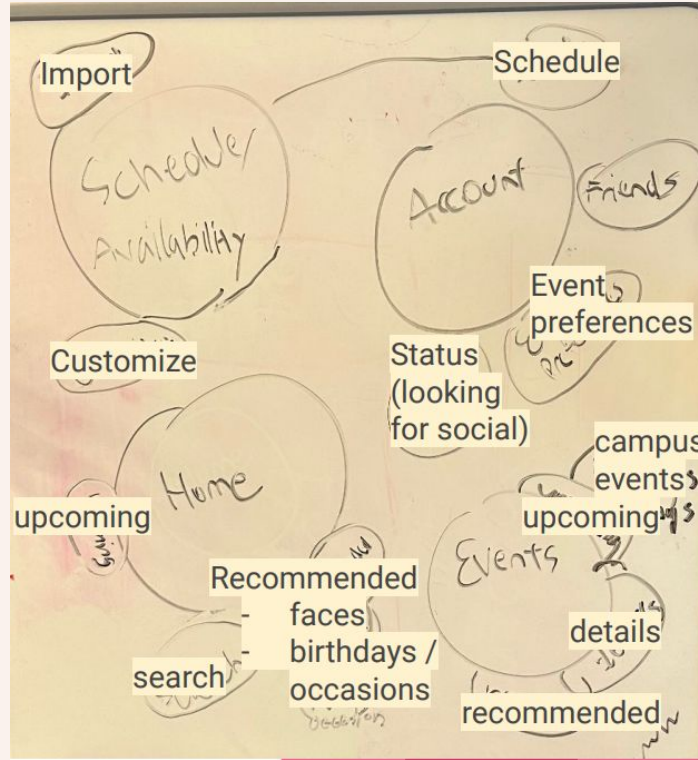 Import
Schedule
Schedule/
Availability
Account
Friends
Event
preferences
Customize
Status
(looking
for social)
Home
upcoming
campus
events
upcoming
Events
Recommended
- faces
- birthdays /
occasions
details
search
recommended